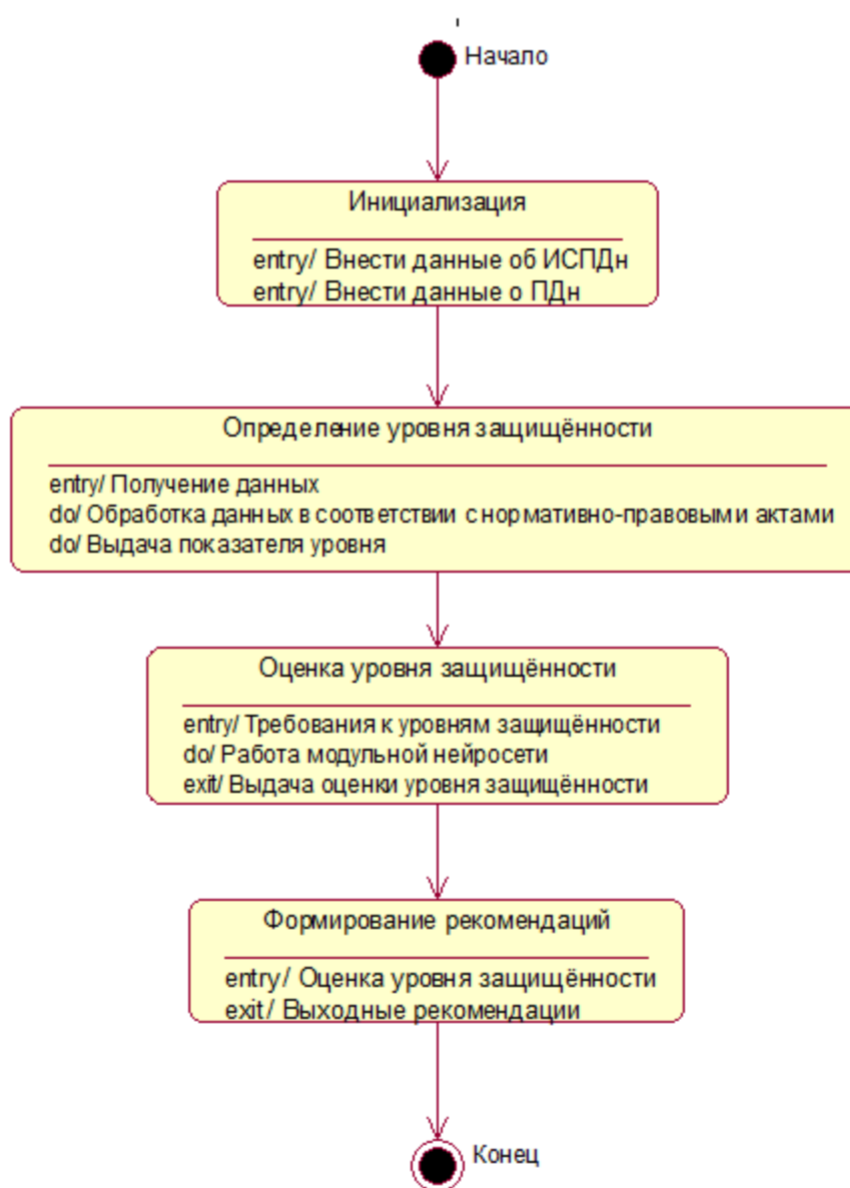 Начало
Инициализация
entry/ Внести данные об ИСПДн
entry/ Внести данные о ПДн
Определение уровня защищённости
entry/ Получение данных
do/ Обработка данных в соответствии с нормативно-правовыми актами
do/ Выдача показателя уровня
Оценка уровня защищённости
entry/ Требования к уровням защищённости
do/ Работа модульной нейросети
exit/ Выдача оценки уровня защищённости
Формирование рекомендаций
entry/ Оценка уровня защищённости
exit/ Выходные рекомендации
Конец